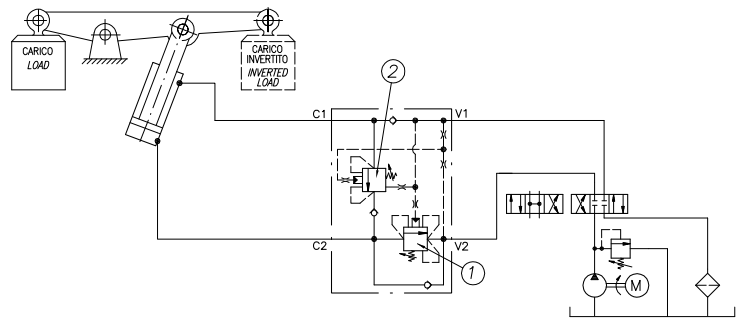 CARICO
LOAD
CARICO
INVERTITO
INVERTED
LOAD
2
C1
V1
C2
V2
1
M